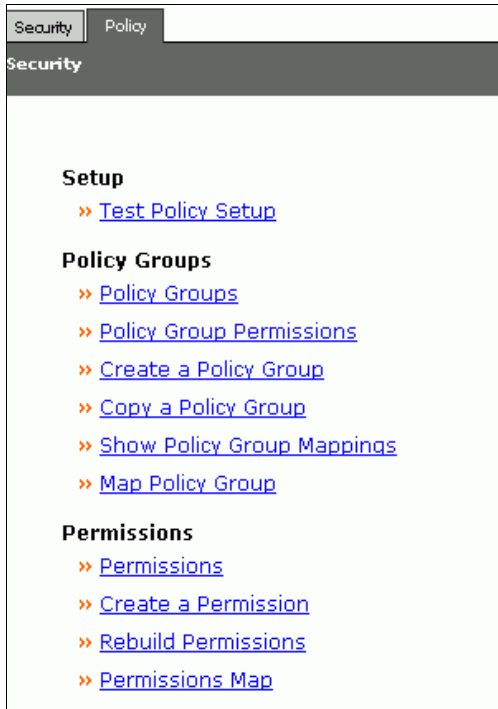 Security Policy
Security
Setup
» Test Policy Setup
Policy Groups
» Policy Groups
» Policy Group Permissions
» Create a Policy Group
» Copy a Policy Group
» Show Policy Group Mappings
» Map Policy Group
Permissions
» Permissions
» Create a Permission
» Rebuild Permissions
» Permissions Map